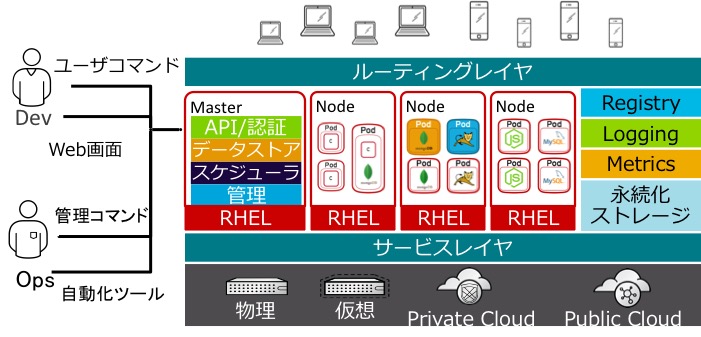 ユーザコマンド
Dev
Web画面
管理コマンド
Ops
自動化ツール
ルーティングレイヤ
Master
API/認証
データストア
スケジューラ
管理
RHEL
Node
Pod
C
Pod
C
Pod
C
RHEL
Node
Pod
Pod
Pod
Pod
RHEL
Node
Pod
JS
Pod
MySQL
Pod
JS
Pod
MySQL
RHEL
Registry
Logging
Metrics
永続化
ストレージ
サービスレイヤ
物理
仮想
Private Cloud
Public Cloud